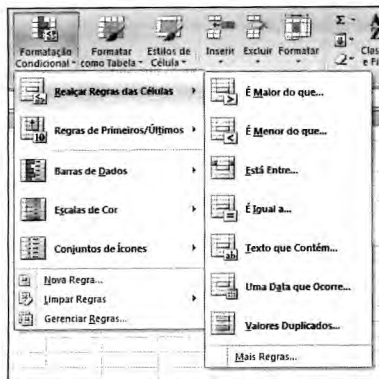 Formatação Condicional
Formatar como Tabela
Estilos de Célula
Inserir
Excluir
Formatar
Σ
Clas
e Fi
Realçar Regras das Células
Regras de Primeiros/Últimos
10
Barras de Dados
Escalas de Cor
Conjuntos de Ícones
Nova Regra...
Limpar Regras
Gerenciar Regras...
É Maior do que...
É Menor do que...
Está Entre...
É Igual a...
Texto que Contém...
ab
Uma Data que Ocorre...
Valores Duplicados...
Mais Regras...